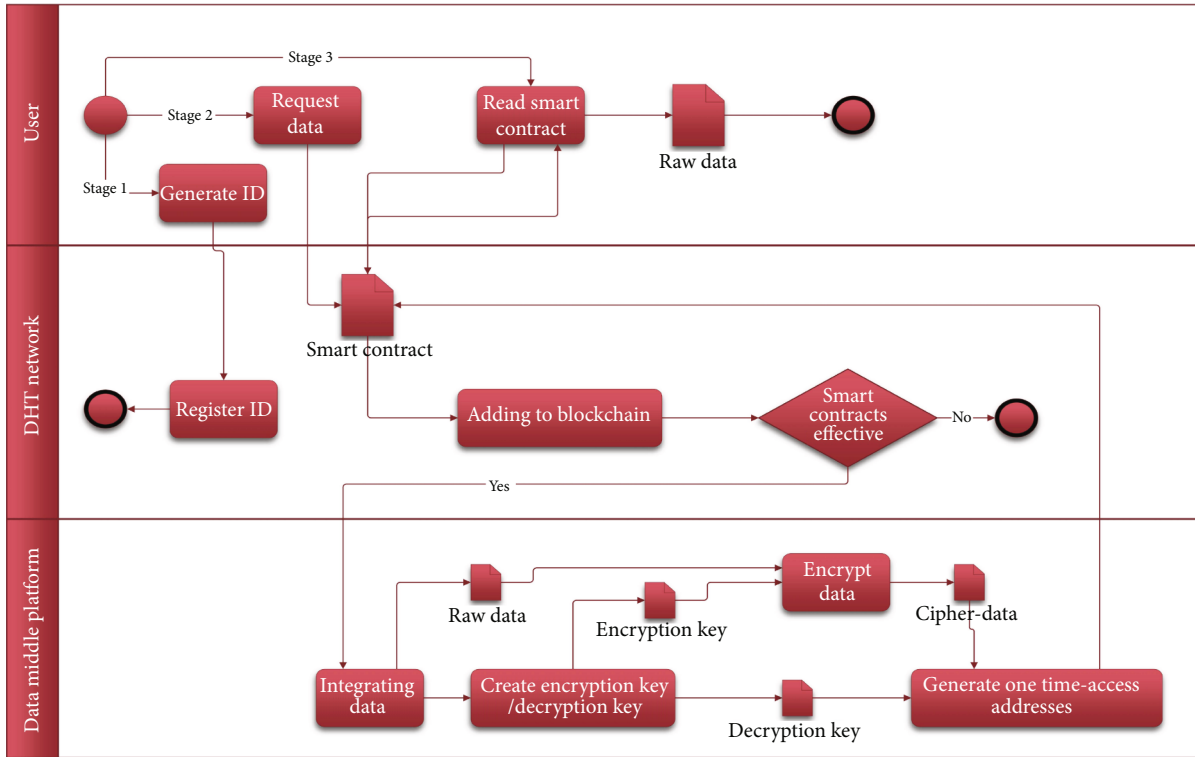 User
Stage 3
Stage 2
Request
data
Read smart
contract
Raw data
Stage 1
Generate ID
DHT network
Smart contract
Register ID
Adding to blockchain
Smart
contracts
effective
No
Yes
Data middle platform
Raw data
Encryption key
Encrypt
data
Cipher-data
Integrating
data
Create encryption key
/decryption key
Decryption key
Generate one time-access
addresses